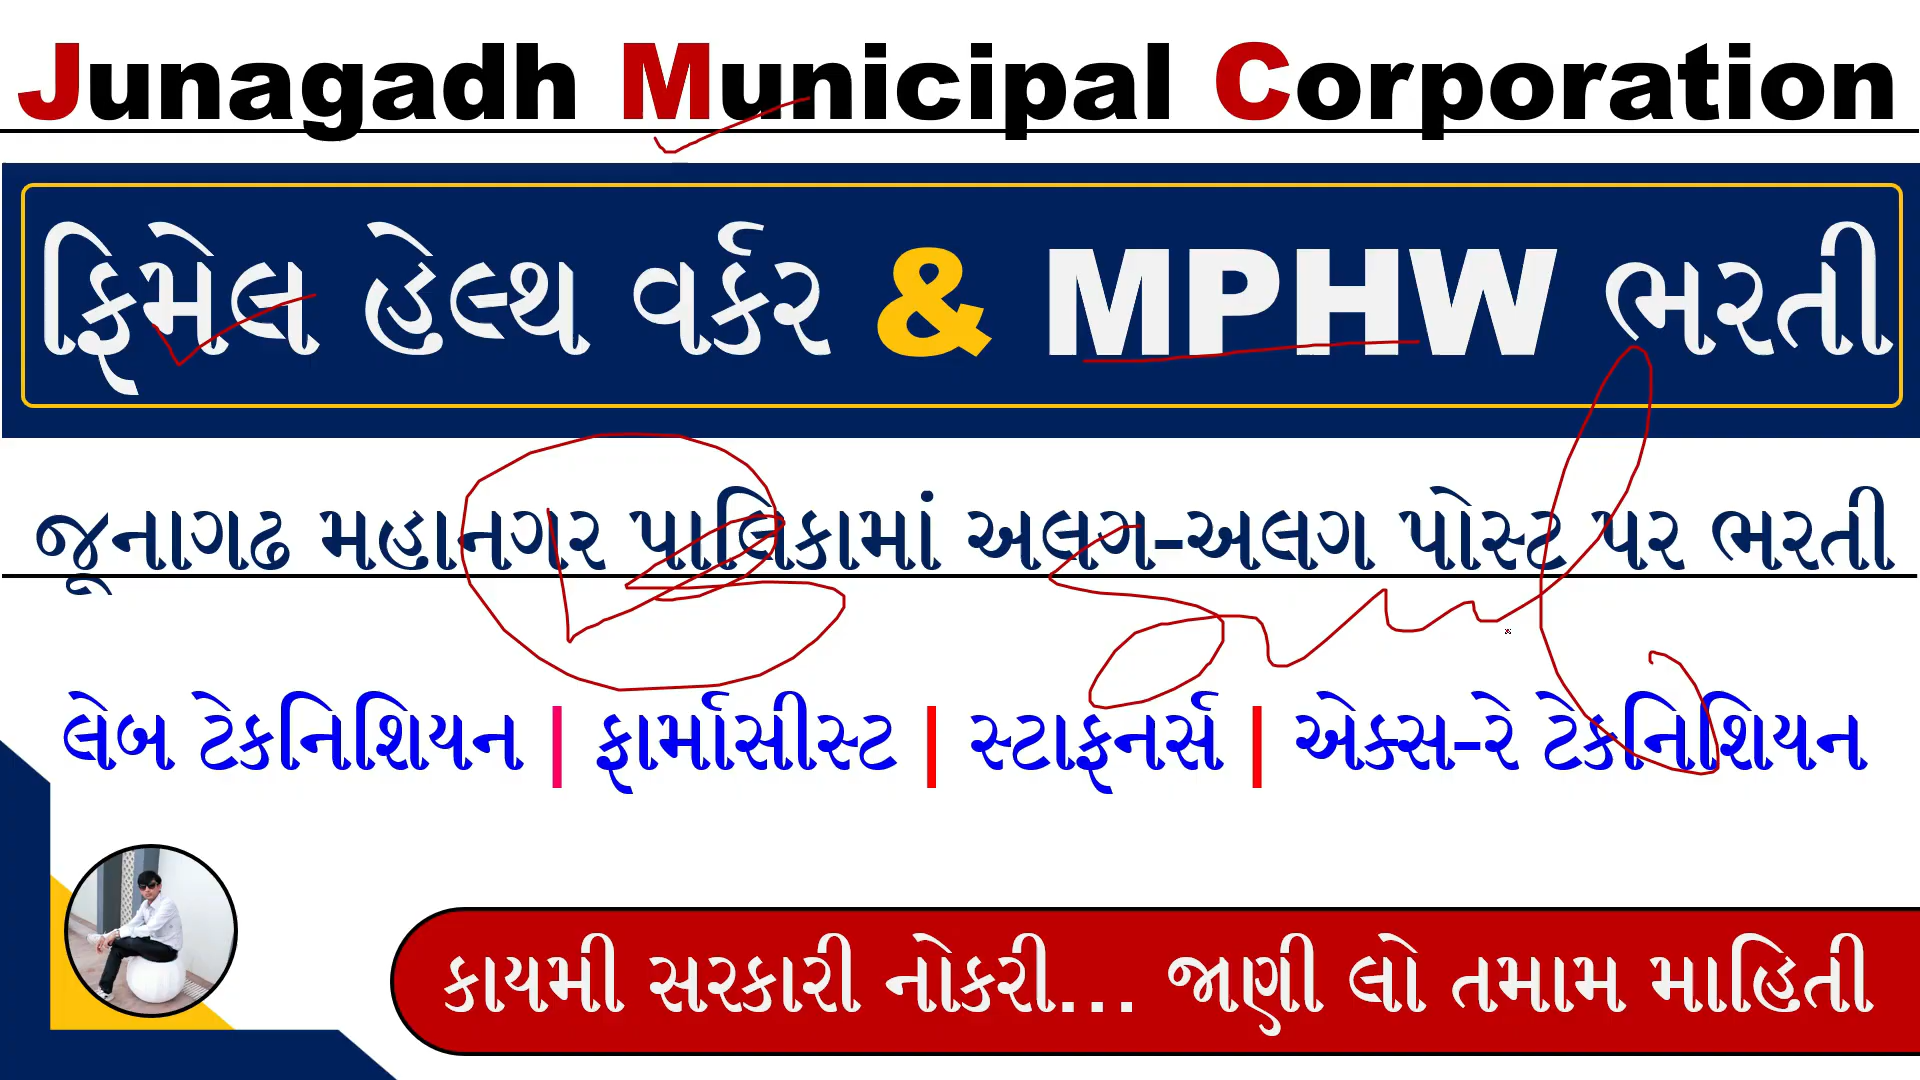 Junagadh Municipal Corporation
ફિમેલ હેલ્થ વર્કર & MPHW ભરતી
જૂનાગઢ મહાનગર પાલિકામાં અલગ-અલગ પોસ્ટ પર ભરતી
લેબ ટેકનિશિયન | ફાર્માસીસ્ટ | સ્ટાફનર્સ | એક્સ-રે ટેકનિશિયન
કાયમી સરકારી નોકરી... જાણી લો તમામ માહિતી